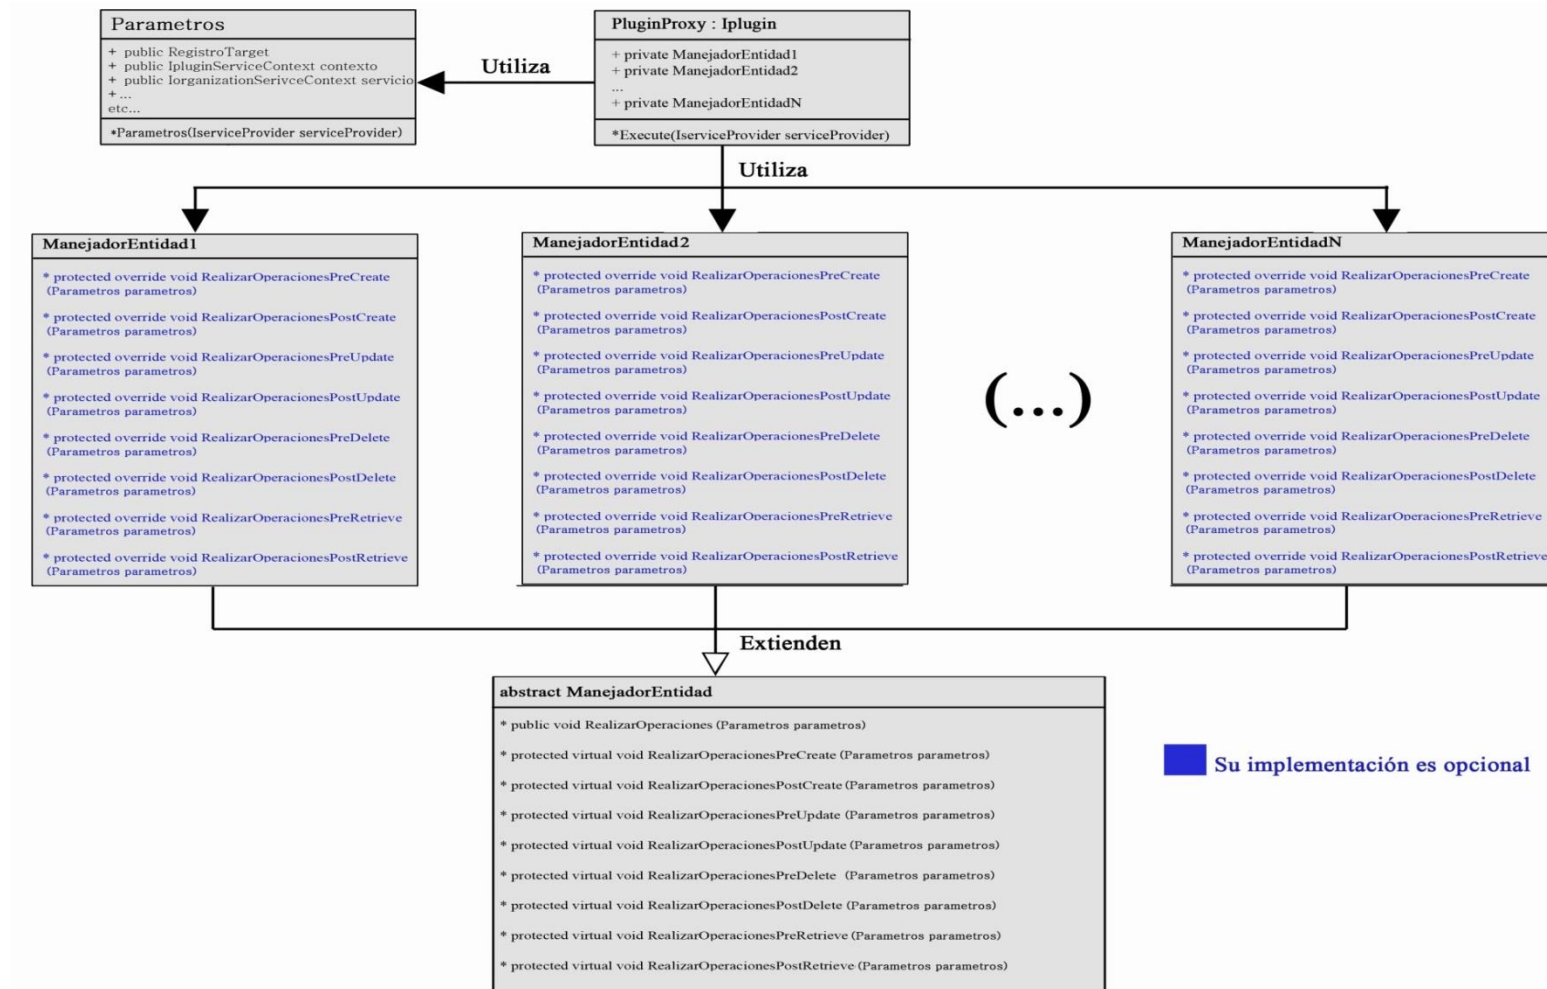 Parametros
+ public RegistroTarget
+ public IpluginServiceContext contexto
+ public IorganizationSerivceContext servicio
+ ...
etc...
*Parametros(IserviceProvider serviceProvider)
Utiliza
PluginProxy : Iplugin
+ private ManejadorEntidad1
+ private ManejadorEntidad2
...
+ private ManejadorEntidadN
*Execute(IserviceProvider serviceProvider)
Utiliza
ManejadorEntidad1
* protected override void RealizarOperacionesPreCreate
(Parametros parametros)
* protected override void RealizarOperacionesPostCreate
(Parametros parametros)
* protected override void RealizarOperacionesPreUpdate
(Parametros parametros)
* protected override void RealizarOperacionesPostUpdate
(Parametros parametros)
* protected override void RealizarOperacionesPreDelete
(Parametros parametros)
* protected override void RealizarOperacionesPostDelete
(Parametros parametros)
* protected override void RealizarOperacionesPreRetrieve
(Parametros parametros)
* protected override void RealizarOperacionesPostRetrieve
(Parametros parametros)
ManejadorEntidad2
* protected override void RealizarOperacionesPreCreate
(Parametros parametros)
* protected override void RealizarOperacionesPostCreate
(Parametros parametros)
* protected override void RealizarOperacionesPreUpdate
(Parametros parametros)
* protected override void RealizarOperacionesPostUpdate
(Parametros parametros)
* protected override void RealizarOperacionesPreDelete
(Parametros parametros)
* protected override void RealizarOperacionesPostDelete
(Parametros parametros)
* protected override void RealizarOperacionesPreRetrieve
(Parametros parametros)
* protected override void RealizarOperacionesPostRetrieve
(Parametros parametros)
(...)
ManejadorEntidadN
* protected override void RealizarOperacionesPreCreate
(Parametros parametros)
* protected override void RealizarOperacionesPostCreate
(Parametros parametros)
* protected override void RealizarOperacionesPreUpdate
(Parametros parametros)
* protected override void RealizarOperacionesPostUpdate
(Parametros parametros)
* protected override void RealizarOperacionesPreDelete
(Parametros parametros)
* protected override void RealizarOperacionesPostDelete
(Parametros parametros)
* protected override void RealizarOperacionesPreRetrieve
(Parametros parametros)
* protected override void RealizarOperacionesPostRetrieve
(Parametros parametros)
Extienden
abstract ManejadorEntidad
* public void RealizarOperaciones (Parametros parametros)
* protected virtual void RealizarOperacionesPreCreate (Parametros parametros)
* protected virtual void RealizarOperacionesPostCreate (Parametros parametros)
* protected virtual void RealizarOperacionesPreUpdate (Parametros parametros)
* protected virtual void RealizarOperacionesPostUpdate (Parametros parametros)
* protected virtual void RealizarOperacionesPreDelete (Parametros parametros)
* protected virtual void RealizarOperacionesPostDelete (Parametros parametros)
* protected virtual void RealizarOperacionesPreRetrieve (Parametros parametros)
* protected virtual void RealizarOperacionesPostRetrieve (Parametros parametros)
Su implementación es opcional